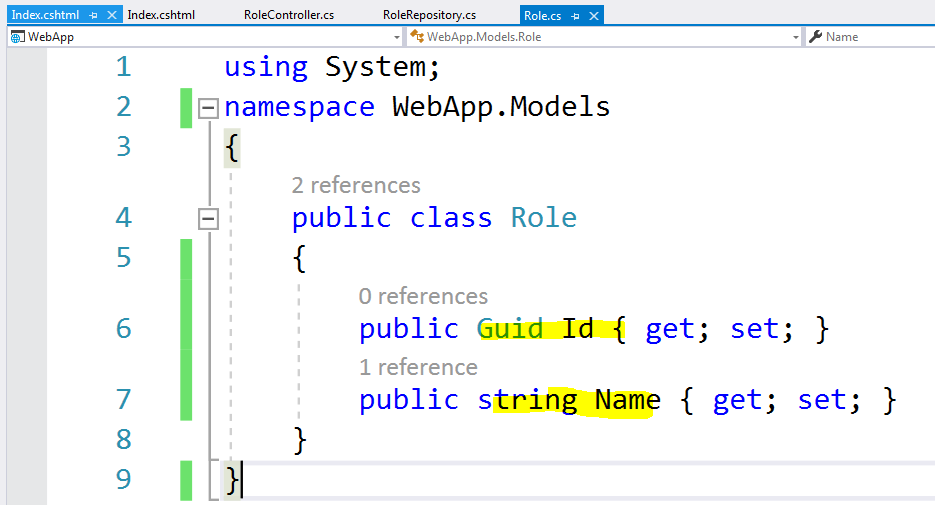 Index.cshtml Index.cshtml RoleController.cs RoleRepository.cs Role.cs
WebApp WebApp.Models.Role Name
1 using System;
2 namespace WebApp.Models
3 {
2 references
4 public class Role
5 {
0 references
6 public Guid Id { get; set; }
1 reference
7 public string Name { get; set; }
8 }
9 }